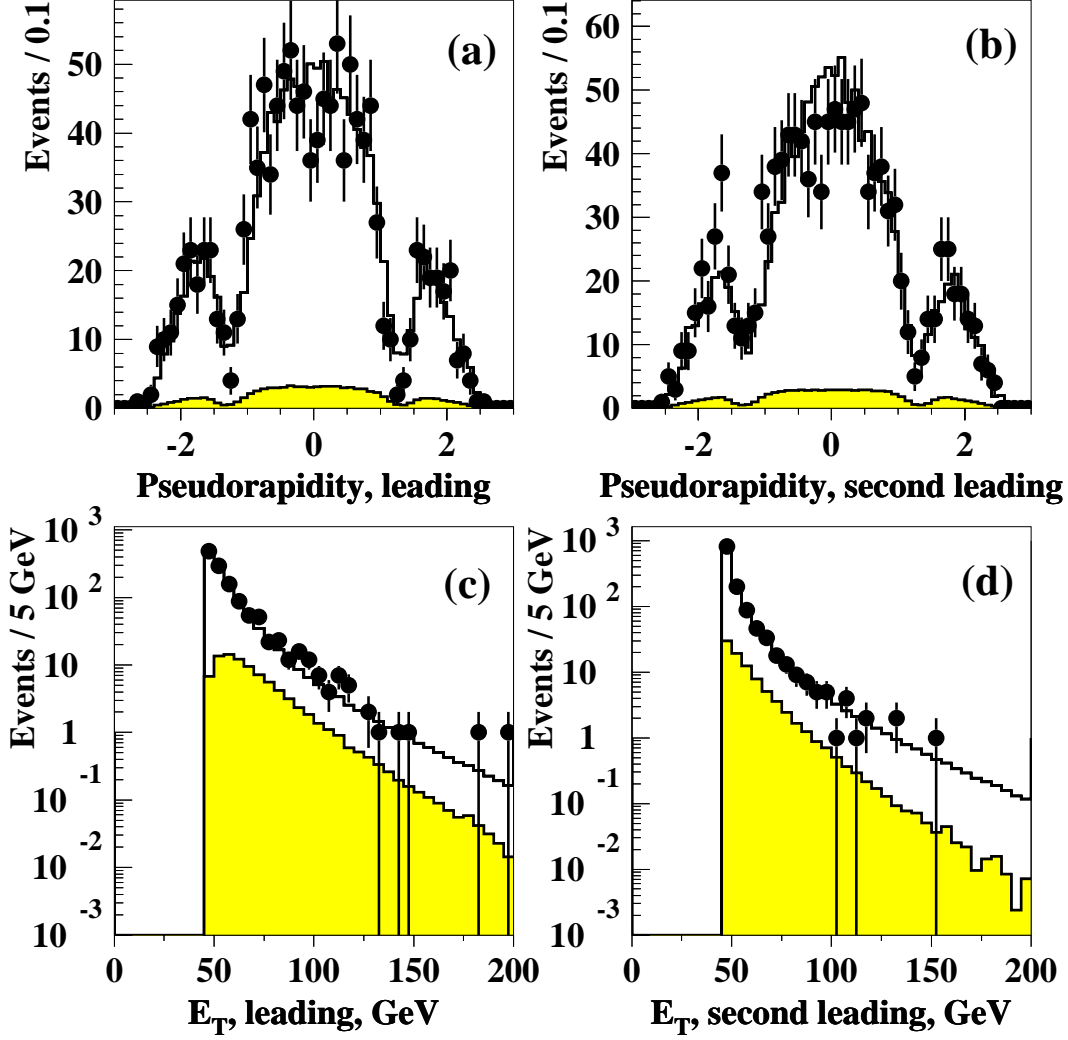 Events / 0.1
50
40
30
20
10
0
(a)
-2 0 2
Pseudorapidity, leading
Events / 0.1
60
50
40
30
20
10
0
(b)
-2 0 2
Pseudorapidity, second leading
Events / 5 GeV
10 3
10 2
10
1
10 -1
10 -2
10 -3
(c)
0 50 100 150 200
E_T, leading, GeV
Events / 5 GeV
10 3
10 2
10
1
10 -1
10 -2
10 -3
(d)
0 50 100 150 200
E_T, second leading, GeV